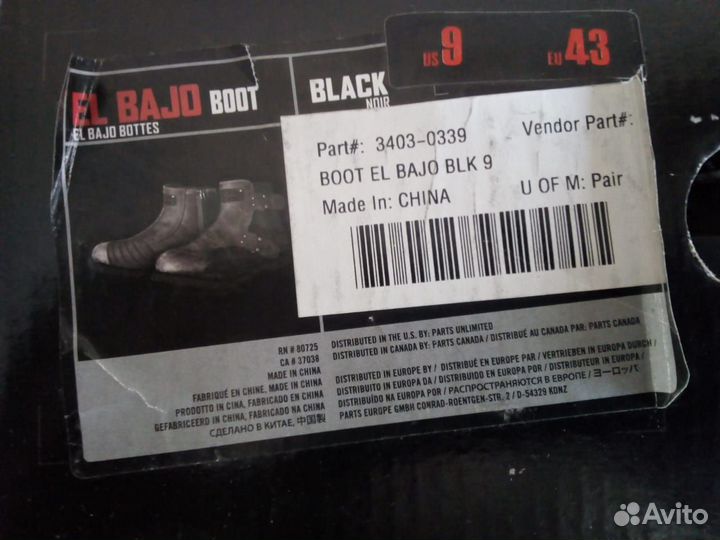 US 9 EU 43
EL BAJO BOOT
EL BAJO BOTTES
BLACK
NOIR
Part#: 3403-0339 Vendor Part#:
BOOT EL BAJO BLK 9
Made In: CHINA U OF M: Pair
RN # 80725
CA # 37038
MADE IN CHINA
FABRIQUÉ EN CHINE. MADE IN CHINA
PRODOTTO IN CINA, FABRICADO EN CHINA
GEFABRICEERD IN CHINA, FABRICADO NA CHINA
СДЕЛАНО В КИТАЕ, 中国製
DISTRIBUTED IN THE U.S. BY: PARTS UNLIMITED
DISTRIBUTED IN CANADA BY: PARTS CANADA / DISTRIBUÉ AU CANADA PAR: PARTS CANADA
DISTRIBUTED IN EUROPE BY / DISTRIBUÉ EN EUROPE PAR / VERTRIEBEN IN EUROPA DURCH /
DISTRIBUITO IN EUROPA DA / DISTRIBUIDO EN EUROPA POR / DISTRIBUTEUR IN EUROPA /
DISTRIBUÍDO NA EUROPA POR / РАСПРОСТРАНЯЮТСЯ В ЕВРОПЕ / ヨーロッパ
PARTS EUROPE GMBH CONRAD-ROENTGEN-STR. 2 / D-54329 KONZ
Avito